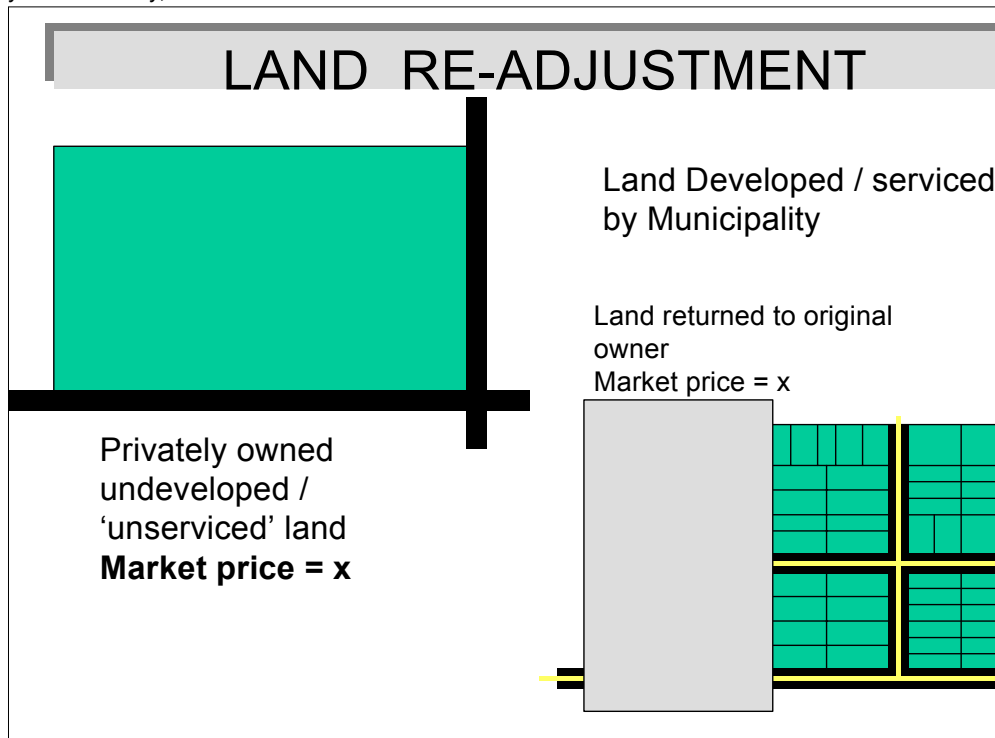 LAND RE-ADJUSTMENT
Land Developed / serviced
by Municipality
Land returned to original
owner
Market price = x
Privately owned
undeveloped /
‘unserviced’ land
Market price = x